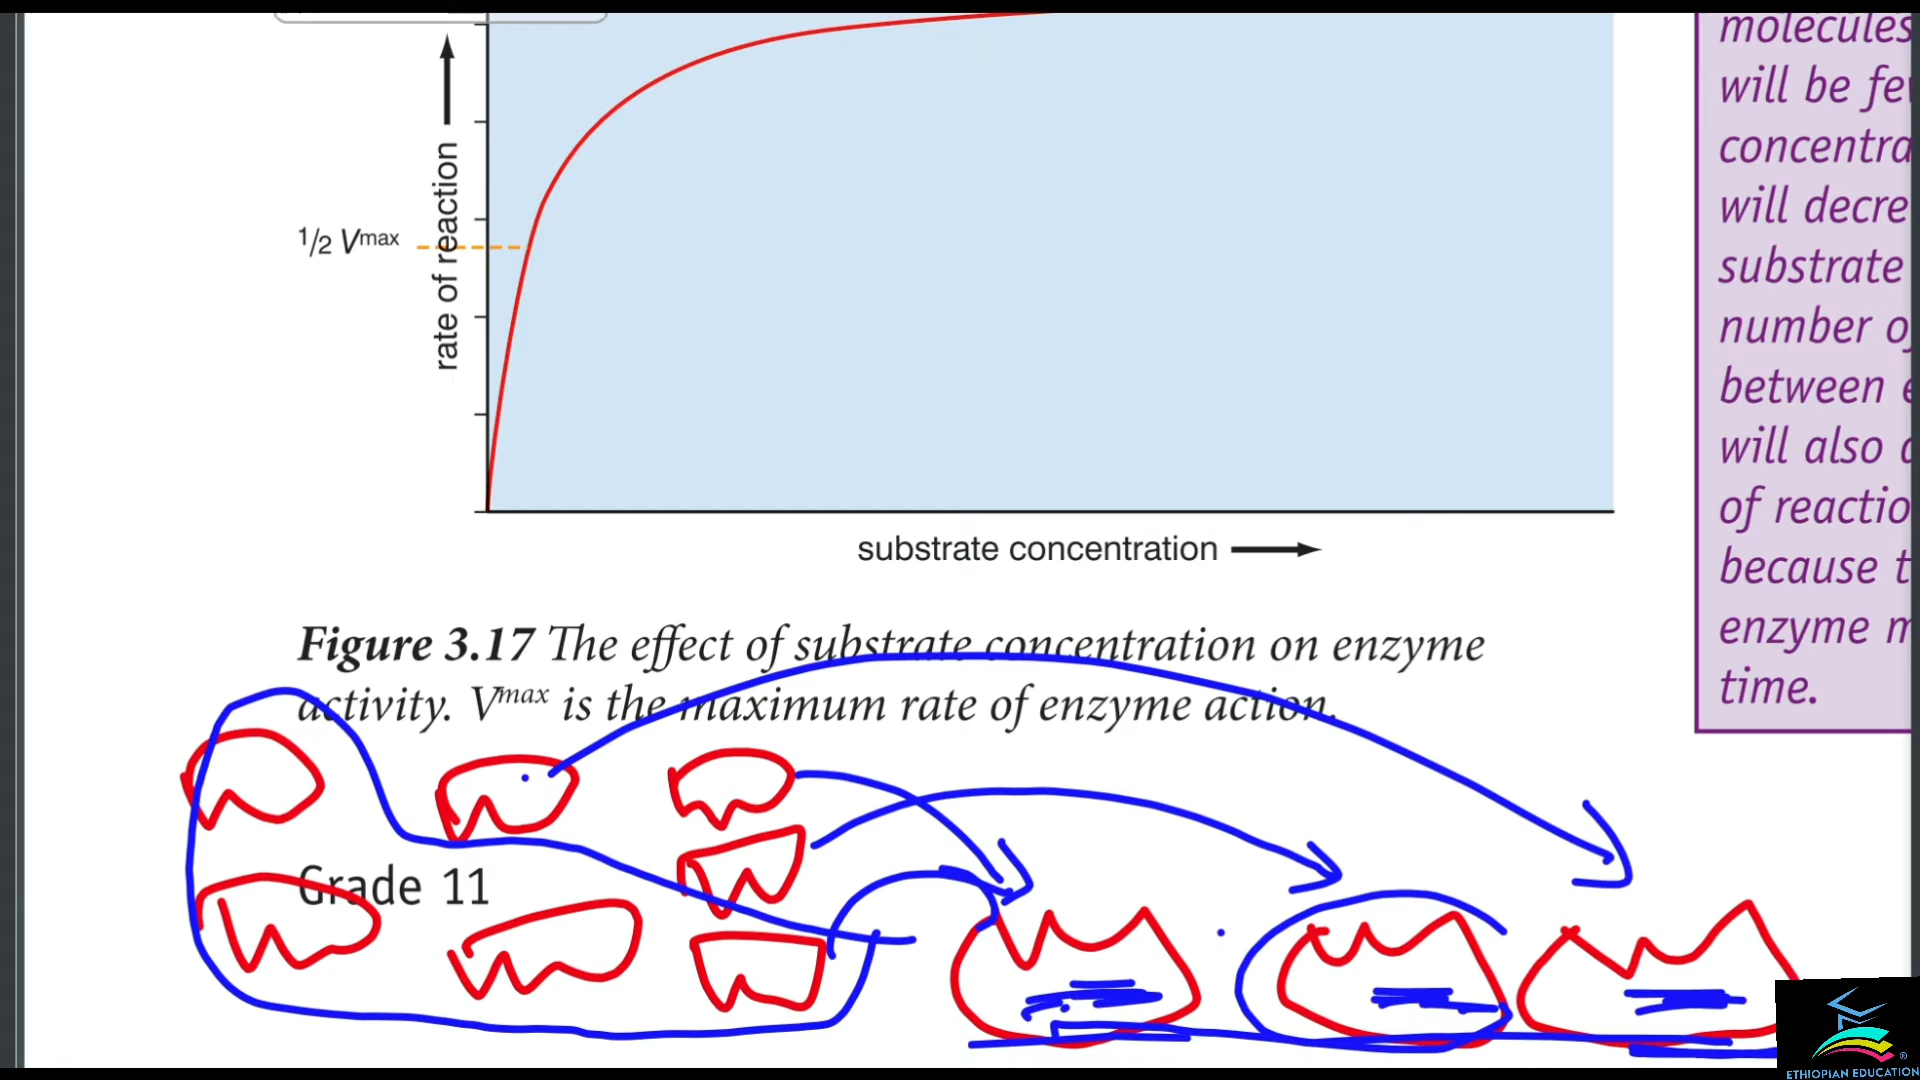 rate of reaction
1/2 Vmax
substrate concentration
Figure 3.17 The effect of substrate concentration on enzyme
activity. Vmax is the maximum rate of enzyme action.
Grade 11
molecules
will be
concentra
will decre
substrate
number
between
will also
of reactio
because t
enzyme m
time.
ETHIOPIAN EDUCATION
®